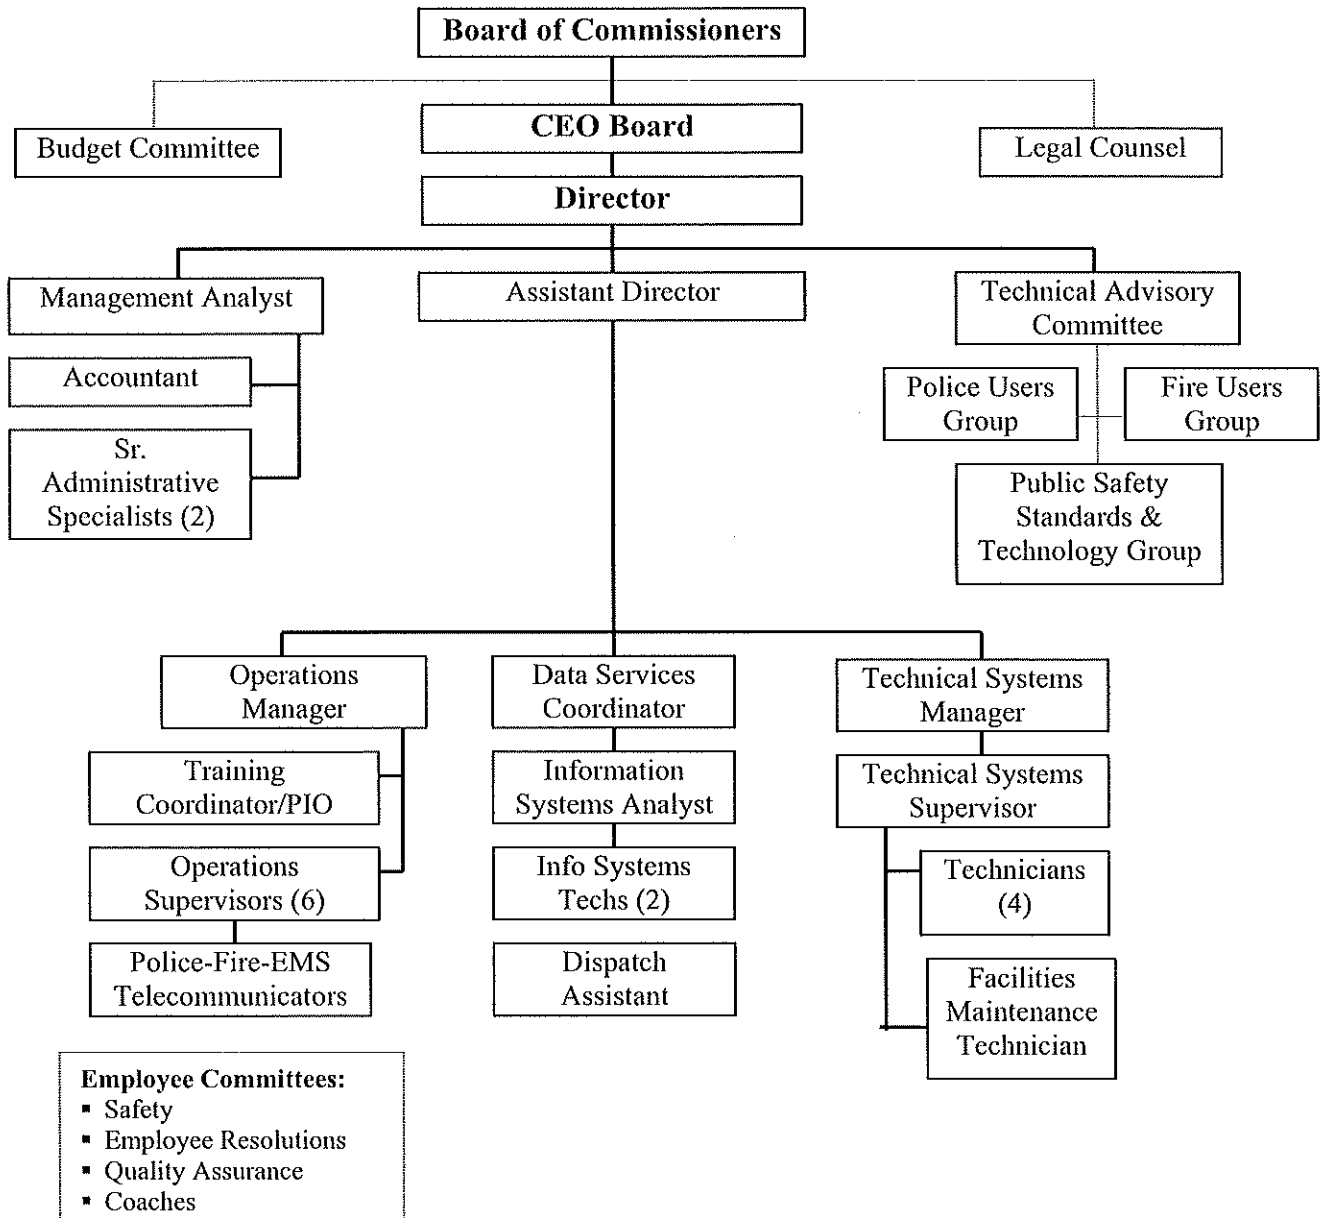 Board of Commissioners
CEO Board
Budget Committee
Legal Counsel
Director
Management Analyst
Assistant Director
Technical Advisory
Committee
Accountant
Police Users
Group
Fire Users
Group
Sr.
Administrative
Specialists (2)
Public Safety
Standards &
Technology Group
Operations
Manager
Data Services
Coordinator
Technical Systems
Manager
Training
Coordinator/PIO
Information
Systems Analyst
Technical Systems
Supervisor
Operations
Supervisors (6)
Info Systems
Techs (2)
Technicians
(4)
Police-Fire-EMS
Telecommunicators
Dispatch
Assistant
Facilities
Maintenance
Technician
Employee Committees:
▪ Safety
▪ Employee Resolutions
▪ Quality Assurance
▪ Coaches